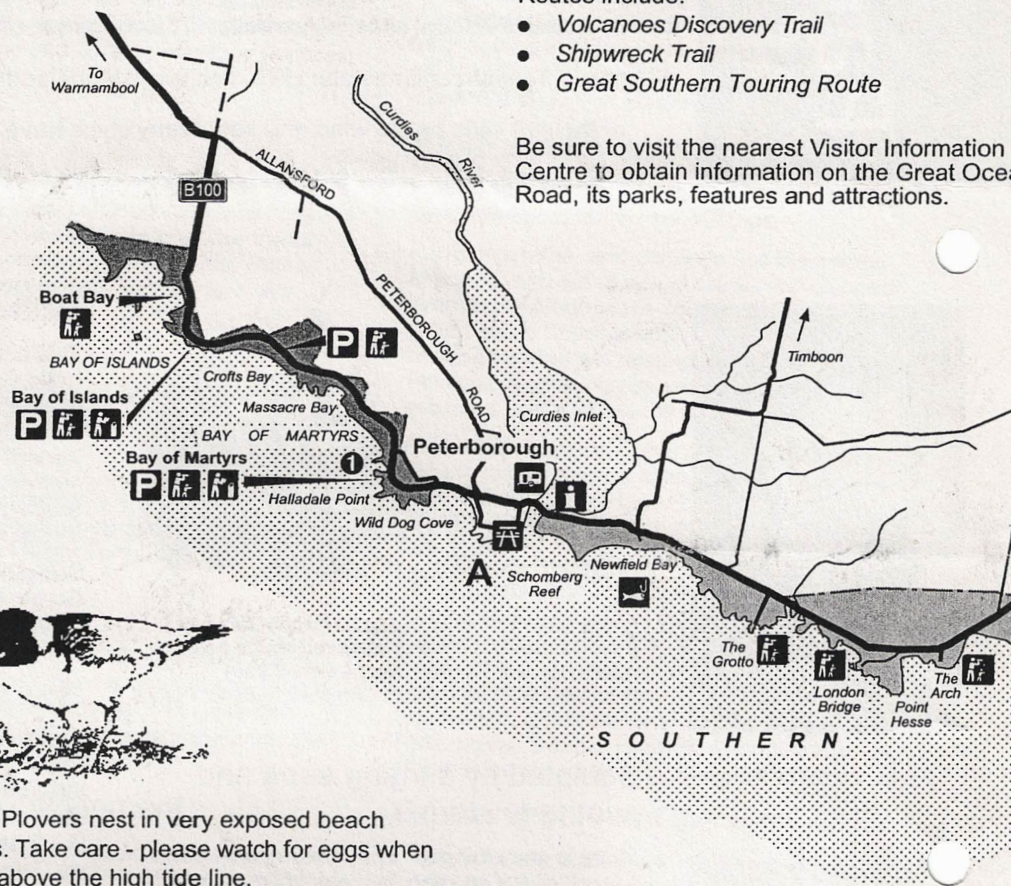 Routes include:
• Volcanoes Discovery Trail
• Shipwreck Trail
• Great Southern Touring Route
Be sure to visit the nearest Visitor Information
Centre to obtain information on the Great Ocea
Road, its parks, features and attractions.
To
Warrnambool
Curdies
River
ALLANSFORD
B100
PETERBOROUGH
ROAD
Boat Bay
BAY OF ISLANDS
Bay of Islands
P
P
Crofts Bay
Massacre Bay
BAY OF MARTYRS
Bay of Martyrs
P
1
Halladale Point
Wild Dog Cove
Peterborough
Curdies Inlet
Timboon
i
A
Schomberg
Reef
Newfield Bay
The
Grotto
London
Bridge
The
Arch
Point
Hesse
SOUTHERN
Plovers nest in very exposed beach
s. Take care - please watch for eggs when
above the high tide line.